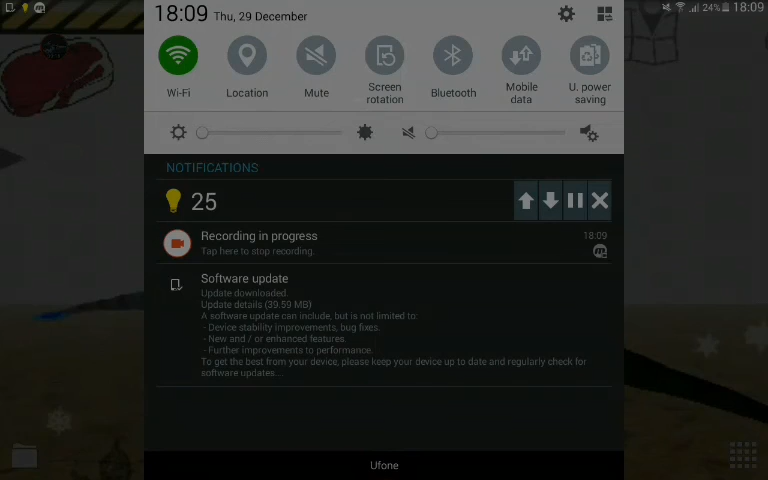 18:09 Thu, 29 December
24% 18:09
Wi-Fi
Location
Mute
Screen
rotation
Bluetooth
Mobile
data
U. power
saving
NOTIFICATIONS
25
Recording in progress
18:09
Tap here to stop recording.
Software update
Update downloaded.
Update details (39.59 MB)
A software update can include, but is not limited to:
- Device stability improvements, bug fixes.
- New and / or enhanced features.
- Further improvements to performance.
To get the best from your device, please keep your device up to date and regularly check for
software updates...
Ufone